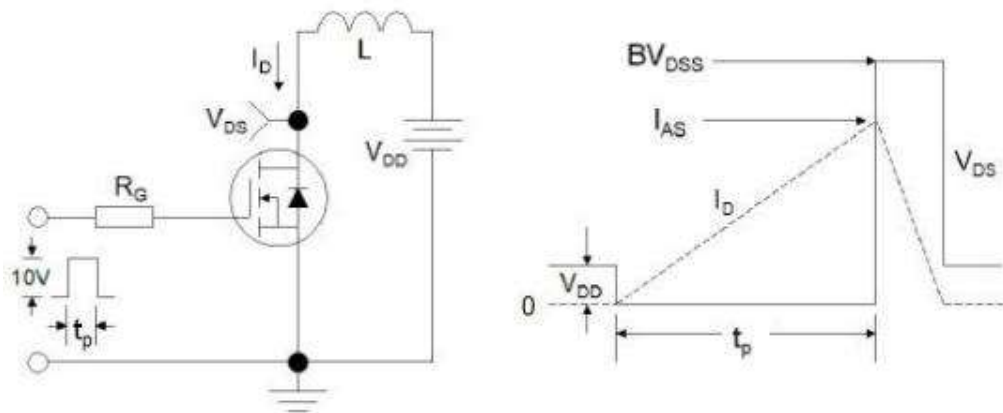 L
I_D
V_DS
V_DD
R_G
10V
t_p
BV_DSS
I_AS
V_DS
I_D
V_DD
0
t_p